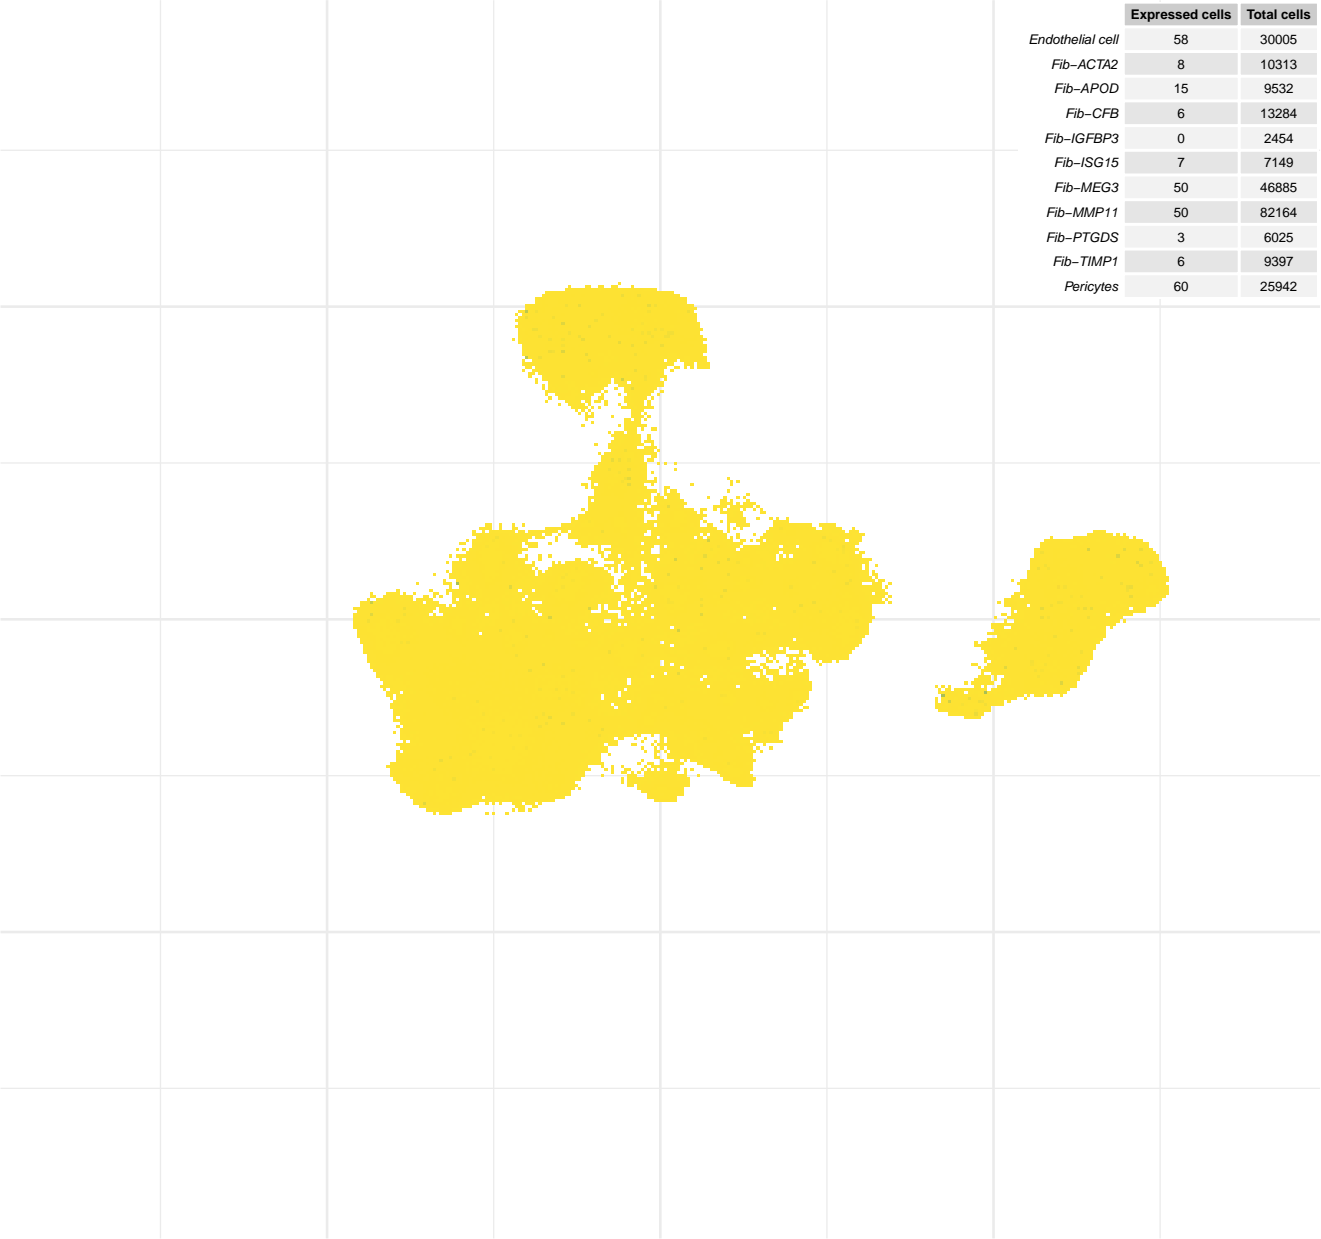 Expressed cells Total cells
Endothelial cell 58 30005
Fib−ACTA2 8 10313
Fib−APOD 15 9532
Fib−CFB 6 13284
Fib−IGFBP3 0 2454
Fib−ISG15 7 7149
Fib−MEG3 50 46885
Fib−MMP11 50 82164
Fib−PTGDS 3 6025
Fib−TIMP1 6 9397
Pericytes 60 25942